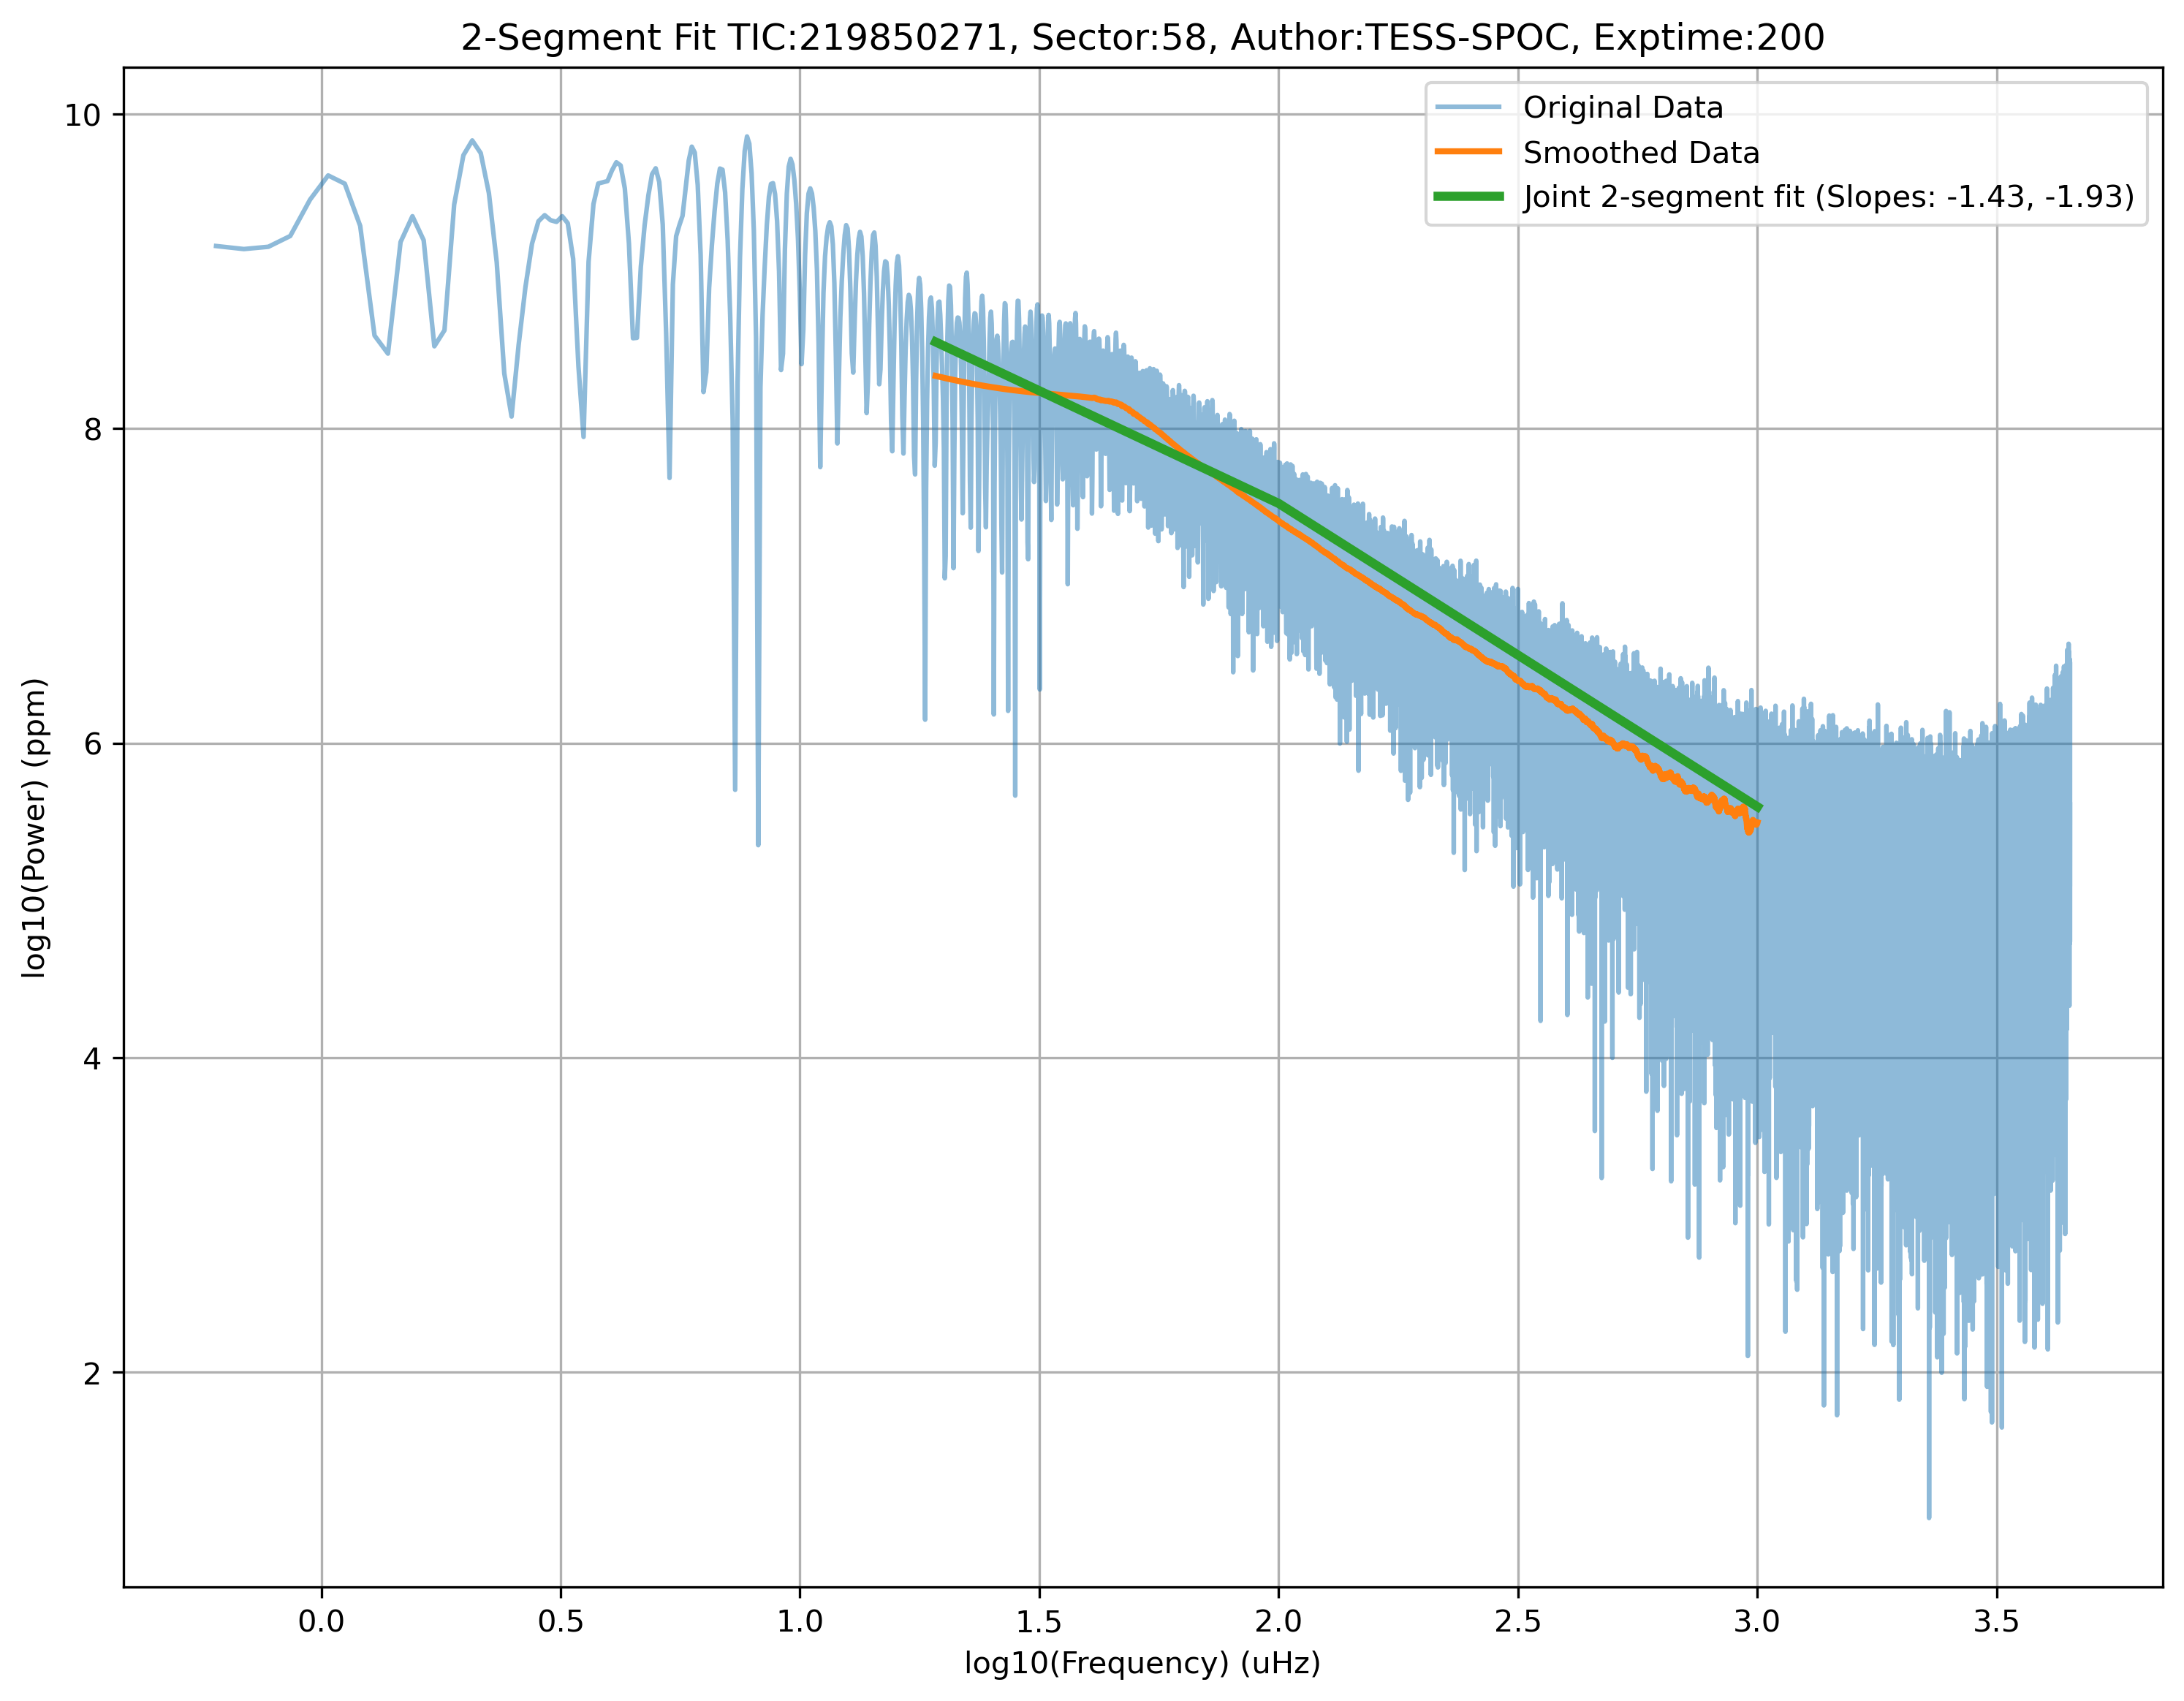 2-Segment Fit TIC:219850271, Sector:58, Author:TESS-SPOC, Exptime:200
Original Data
Smoothed Data
Joint 2-segment fit (Slopes: -1.43, -1.93)
log10(Power) (ppm)
10
8
6
4
2
0.0 0.5 1.0 1.5 2.0 2.5 3.0 3.5
log10(Frequency) (uHz)